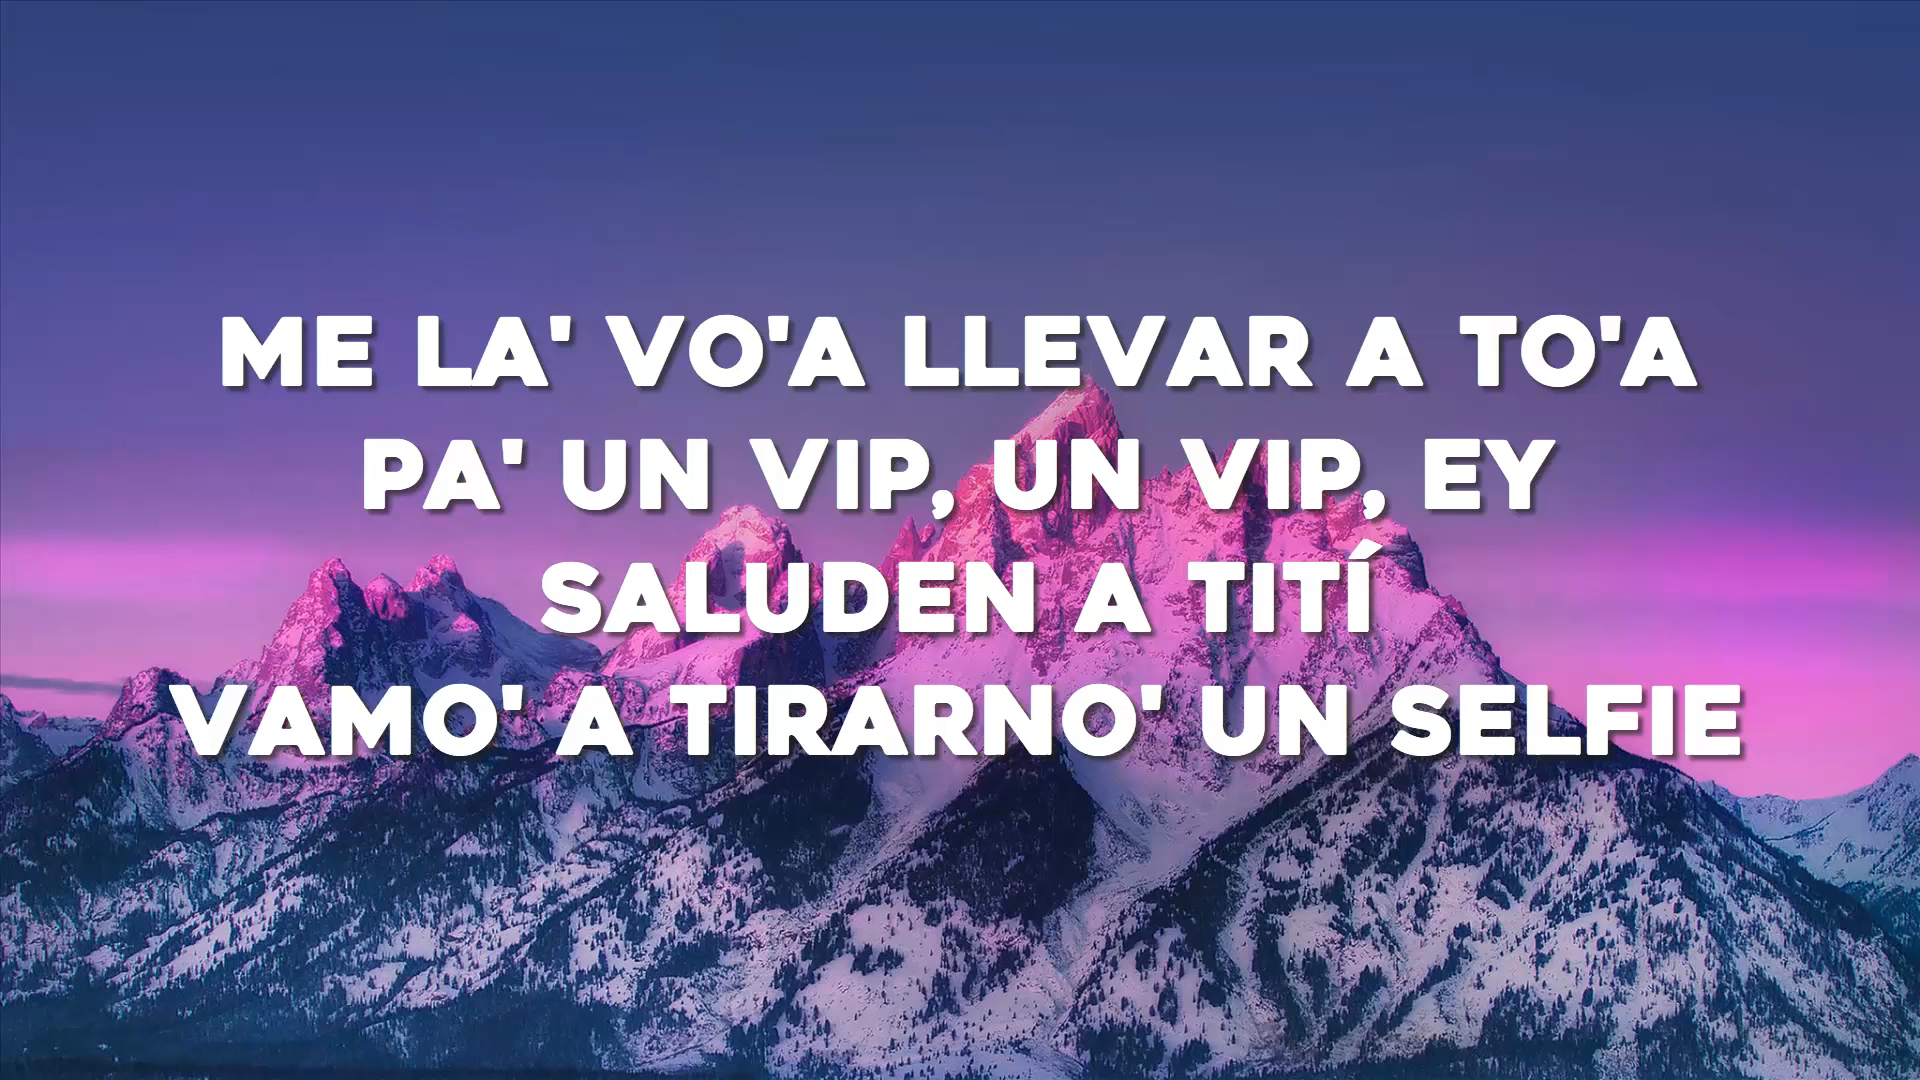 ME LA' VO'A LLEVAR A TO'A
PA' UN VIP, UN VIP, EY
SALUDEN A TITÍ
VAMO' A TIRARNO' UN SELFIE